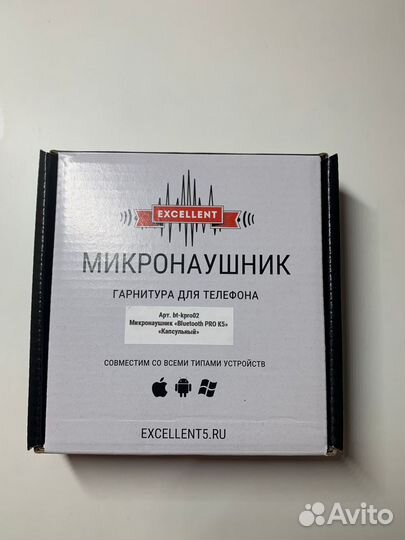 EXCELLENT
МИКРОНАУШНИК
ГАРНИТУРА ДЛЯ ТЕЛЕФОНА
Арт. bt-kpro02
Микронаушник «Bluetooth PRO K5»
«Капсульный»
СОВМЕСТИМ СО ВСЕМИ ТИПАМИ УСТРОЙСТВ
EXCELLENT5.RU
Avito